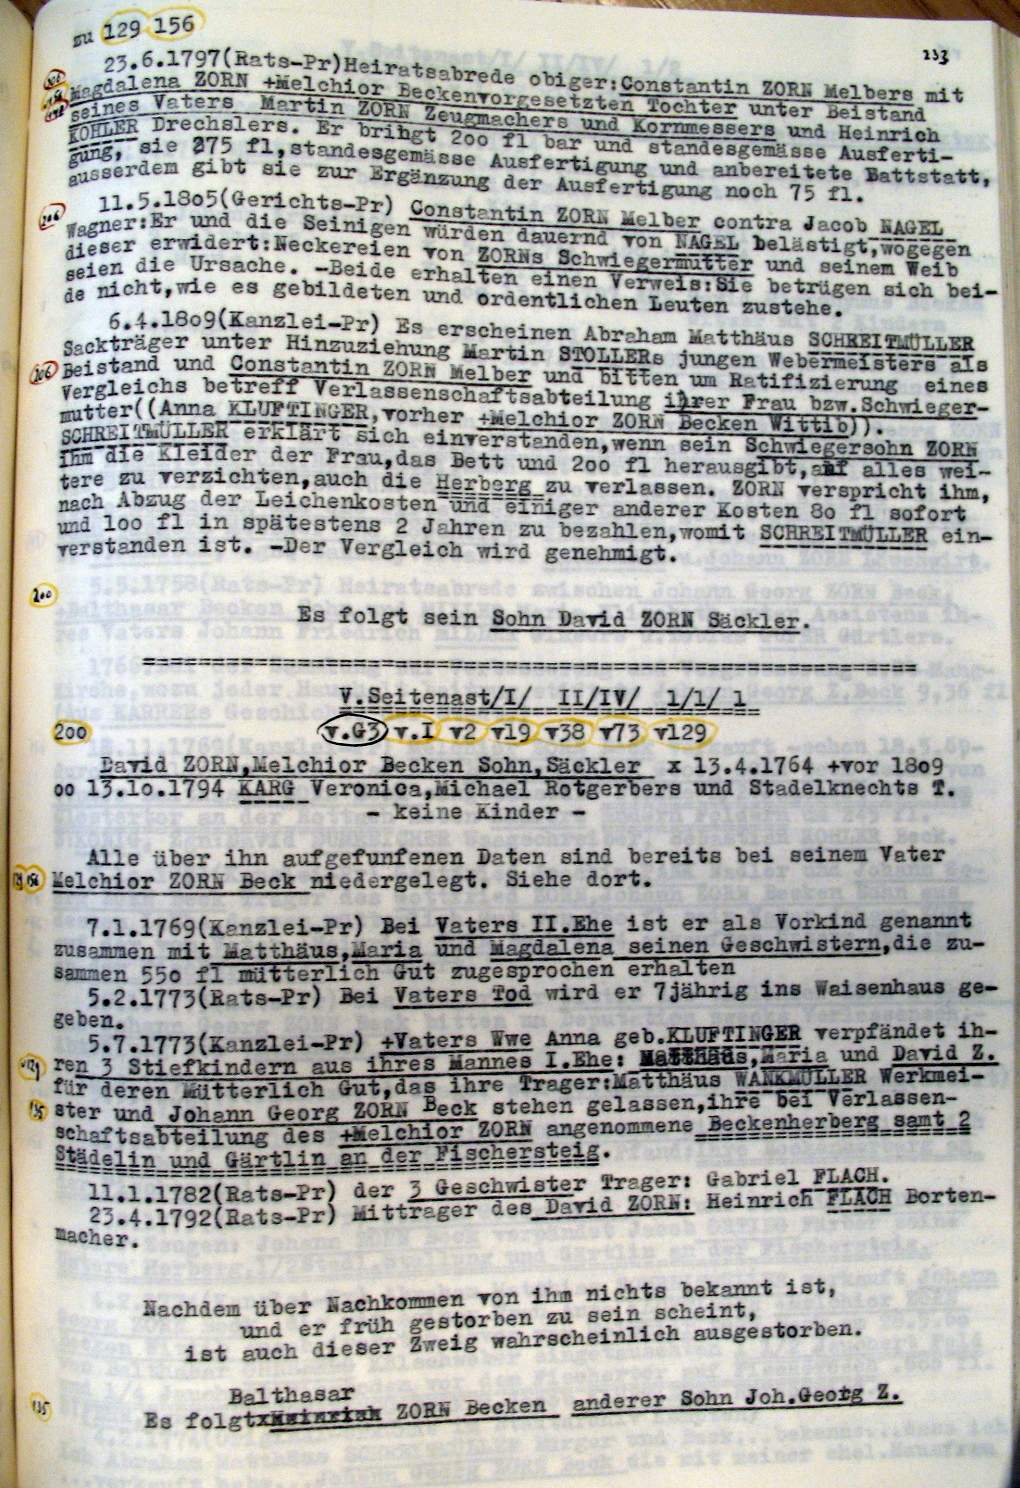 zu 129 156
233
23.6.1797(Rats-Pr)Heiratsabrede obiger:Constantin ZORN Melbers mit
Magdalena ZORN +Melchior Beckenvorgesetzten Tochter unter Beistand
seines Vaters Martin ZORN Zeugmachers und Kornmessers und Heinrich
KOHLER Drechslers. Er bringt 200 fl bar und standesgemässe Ausferti-
gung, sie 275 fl,standesgemässe Ausfertigung und anbereitete Battstatt,
ausserdem gibt sie zur Ergänzung der Ausfertigung noch 75 fl.
206
11.5.1805(Gerichts-Pr) Constantin ZORN Melber contra Jacob NAGEL
Wagner:Er und die Seinigen würden dauernd von NAGEL belästigt,wogegen
dieser erwidert:Neckereien von ZORNs Schwiegermutter und seinem Weib
seien die Ursache. -Beide erhalten einen Verweis:Sie betrügen sich bei-
de nicht,wie es gebildeten und ordentlichen Leuten zustehe.
6.4.1809(Kanzlei-Pr) Es erscheinen Abraham Matthäus SCHREITMÜLLER
Sackträger unter Hinzuziehung Martin STOLLERs jungen Webermeisters als
206 Beistand und Constantin ZORN Melber und bitten um Ratifizierung eines
Vergleichs betreff Verlassenschaftsabteilung ihrer Frau bzw.Schwieger-
mutter((Anna KLUFTINGER,vorher +Melchior ZORN Becken Wittib)).
SCHREITMÜLLER erklärt sich einverstanden,wenn sein Schwiegersohn ZORN
ihm die Kleider der Frau,das Bett und 200 fl herausgibt,auf alles wei-
tere zu verzichten,auch die Herberg zu verlassen. ZORN verspricht ihm,
nach Abzug der Leichenkosten und einiger anderer Kosten 80 fl sofort
und 100 fl in spätestens 2 Jahren zu bezahlen,womit SCHREITMÜLLER ein-
verstanden ist. -Der Vergleich wird genehmigt.
200
Es folgt sein Sohn David ZORN Säckler.
V.Seitenast/I/ II/IV/ 1/1/ 1
200 v.G3 v.I v2 v19 v38 v73 v129
David ZORN,Melchior Becken Sohn,Säckler x 13.4.1764 +vor 1809
oo 13.10.1794 KARG Veronica,Michael Rotgerbers und Stadelknechts T.
- keine Kinder -
Alle über ihn aufgefunfenen Daten sind bereits bei seinem Vater
129 156 Melchior ZORN Beck niedergelegt. Siehe dort.
7.1.1769(Kanzlei-Pr) Bei Vaters II.Ehe ist er als Vorkind genannt
zusammen mit Matthäus,Maria und Magdalena seinen Geschwistern,die zu-
sammen 550 fl mütterlich Gut zugesprochen erhalten
5.2.1773(Rats-Pr) Bei Vaters Tod wird er 7jährig ins Waisenhaus ge-
geben.
5.7.1773(Kanzlei-Pr) +Vaters Wwe Anna geb.KLUFTINGER verpfändet ih-
129 ren 3 Stiefkindern aus ihres Mannes I.Ehe: Matthäus,Maria und David Z.
für deren Mütterlich Gut,das ihre Trager:Matthäus WANKMÜLLER Werkmei-
135 ster und Johann Georg ZORN Beck stehen gelassen,ihre bei Verlassen-
schaftsabteilung des +Melchior ZORN angenommene Beckenherberg samt 2
Städelin und Gärtlin an der Fischersteig.
11.1.1782(Rats-Pr) der 3 Geschwister Trager: Gabriel FLACH.
23.4.1792(Rats-Pr) Mittrager des David ZORN: Heinrich FLACH Borten-
macher.
Nachdem über Nachkommen von ihm nichts bekannt ist,
und er früh gestorben zu sein scheint,
ist auch dieser Zweig wahrscheinlich ausgestorben.
Balthasar
135 Es folgt ZORN Becken anderer Sohn Joh.Georg Z.